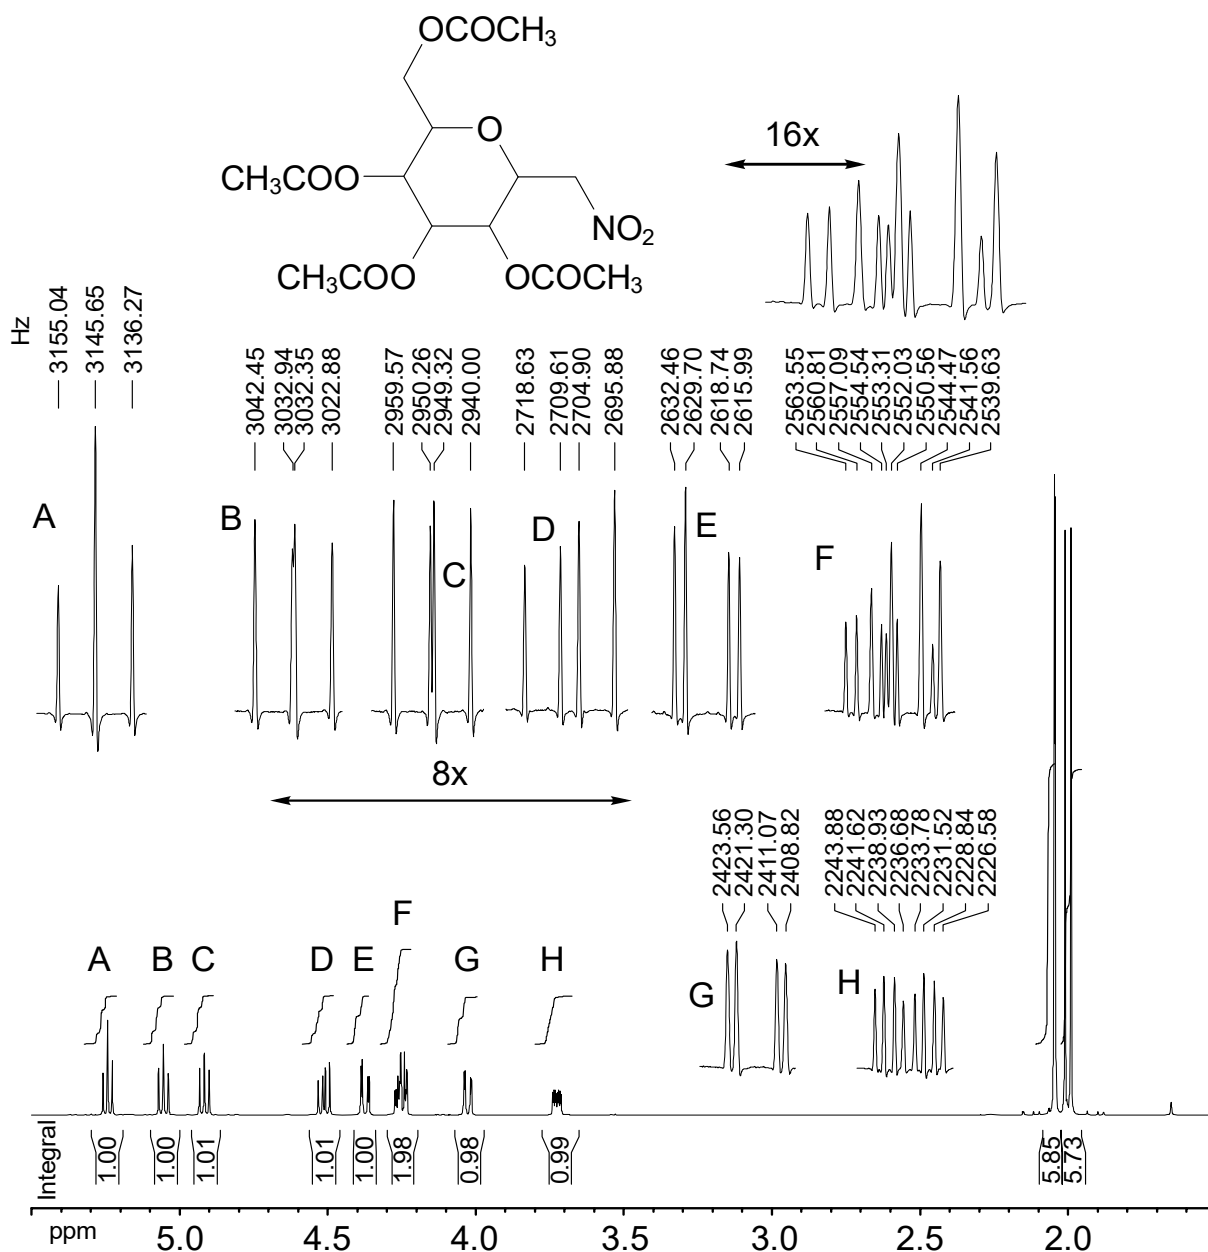 OCOCH3
O
16x
CH3COO
NO2
CH3COO
OCOCH3
Hz
3155.04
3145.65
3136.27
3042.45
3032.94
3032.35
3022.88
2959.57
2950.26
2949.32
2940.00
2718.63
2709.61
2704.90
2695.88
2632.46
2629.70
2618.74
2615.99
2563.55
2560.81
2557.09
2554.54
2553.31
2552.03
2550.56
2544.47
2541.56
2539.63
A
B
C
D
E
F
8x
2423.56
2421.30
2411.07
2408.82
2243.88
2241.62
2238.93
2236.68
2233.78
2231.52
2228.84
2226.58
G
H
A
B
C
D
E
F
G
H
Integral
1.00
1.00
1.01
1.01
1.00
1.98
0.98
0.99
5.85
5.73
ppm
5.0
4.5
4.0
3.5
3.0
2.5
2.0